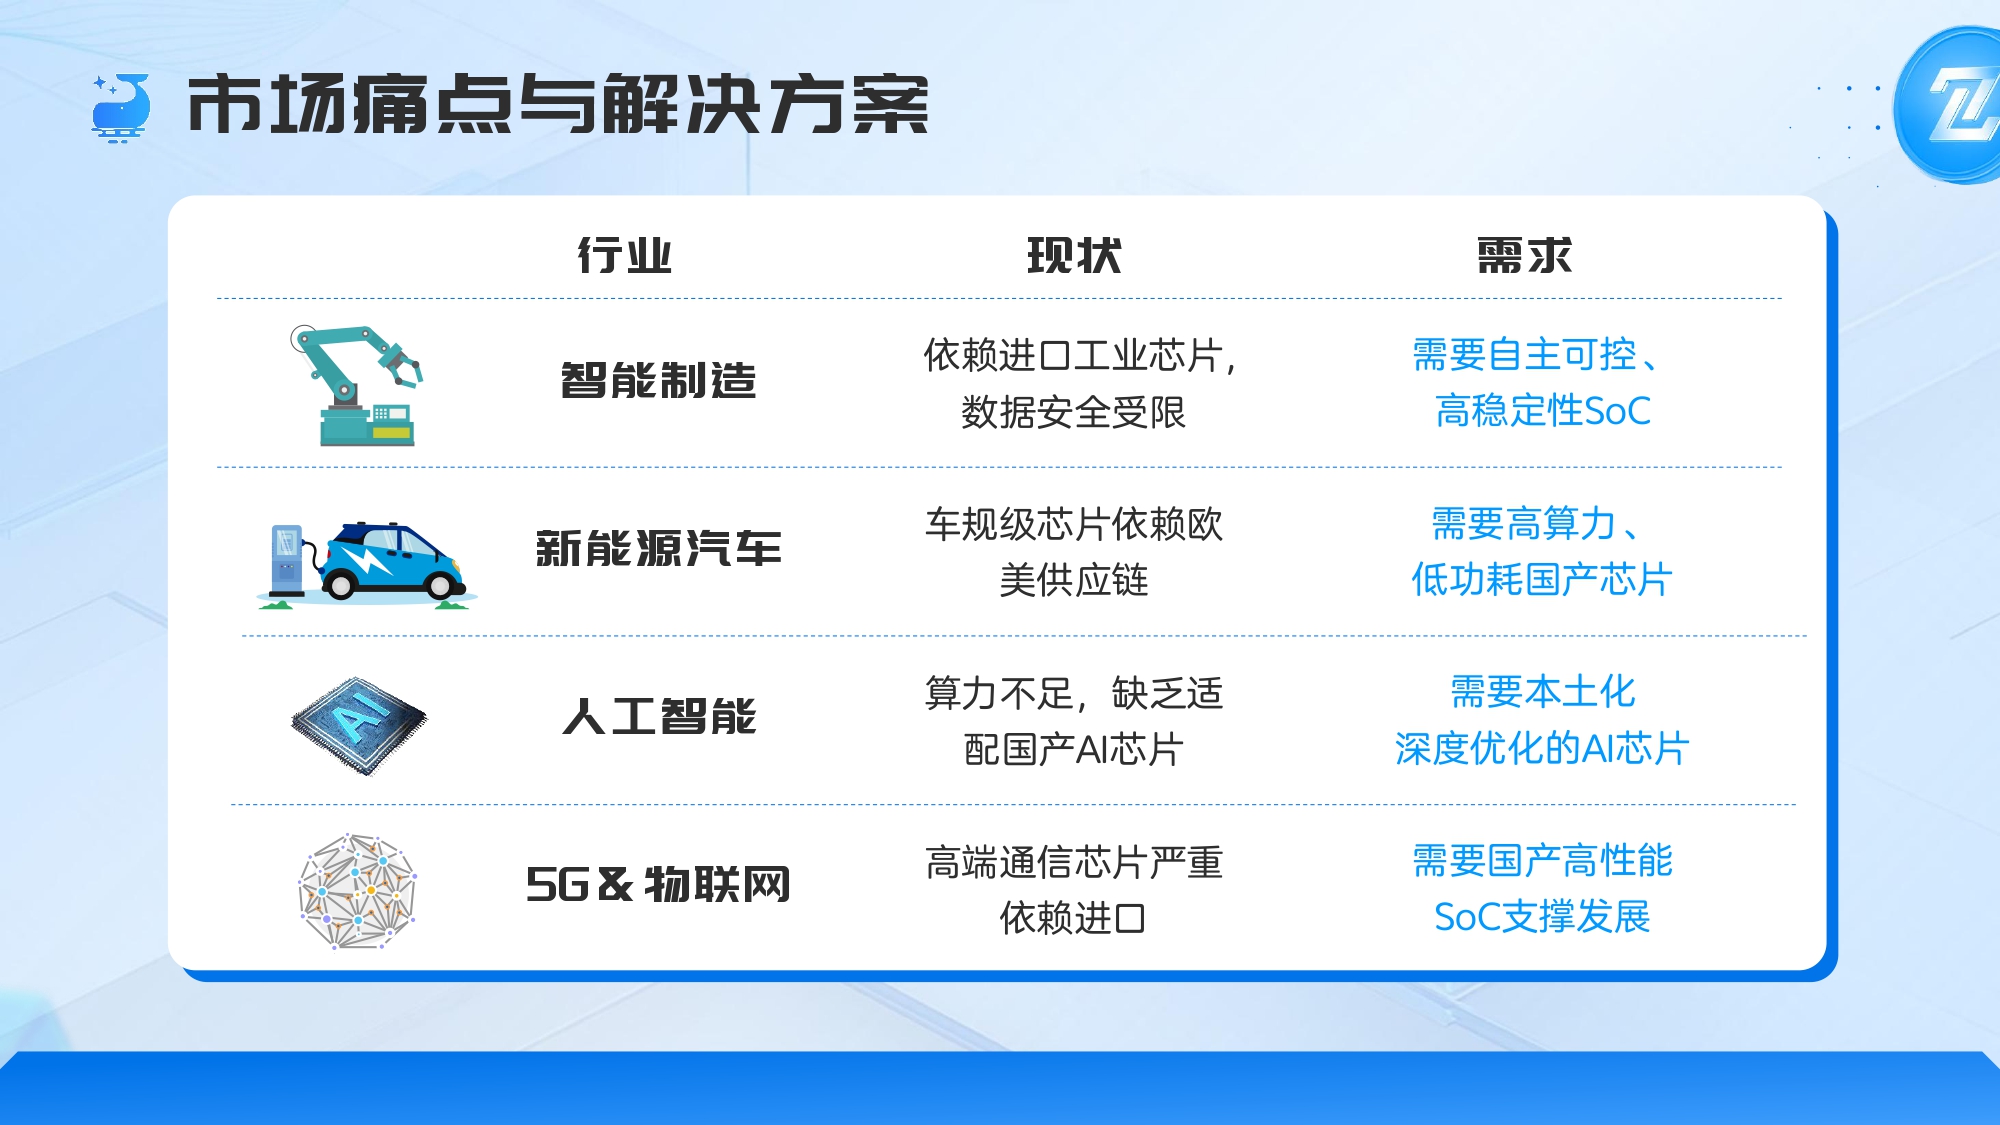 市场痛点与解决方案
行业 现状 需求
智能制造
依赖进口工业芯片，
数据安全受限
需要自主可控、
高稳定性SoC
新能源汽车
车规级芯片依赖欧
美供应链
需要高算力、
低功耗国产芯片
AI
人工智能
算力不足，缺乏适
配国产AI芯片
需要本土化
深度优化的AI芯片
5G&物联网
高端通信芯片严重
依赖进口
需要国产高性能
SoC支撑发展